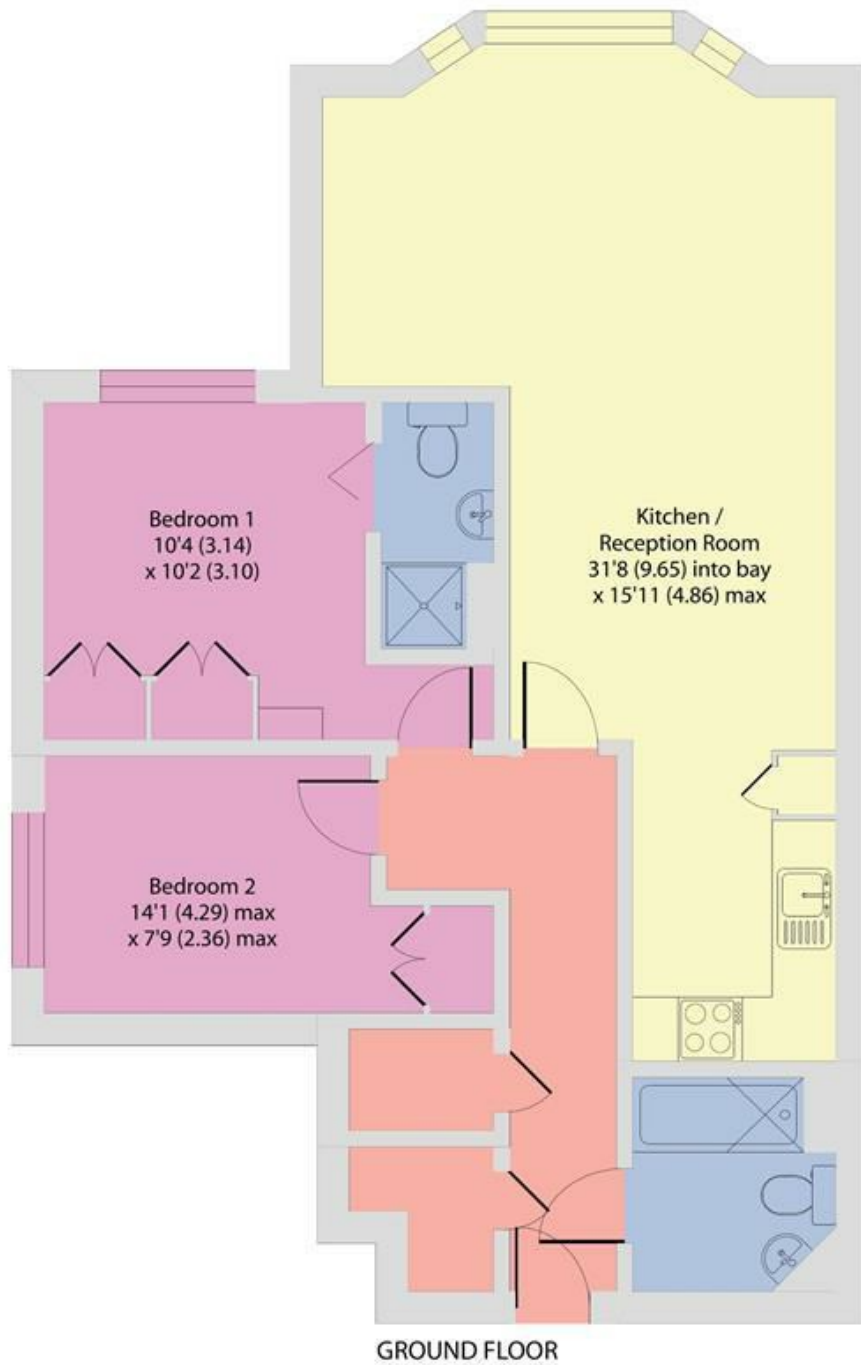 Bedroom 1
10'4 (3.14)
x 10'2 (3.10)
Kitchen /
Reception Room
31'8 (9.65) into bay
x 15'11 (4.86) max
Bedroom 2
14'1 (4.29) max
x 7'9 (2.36) max
GROUND FLOOR